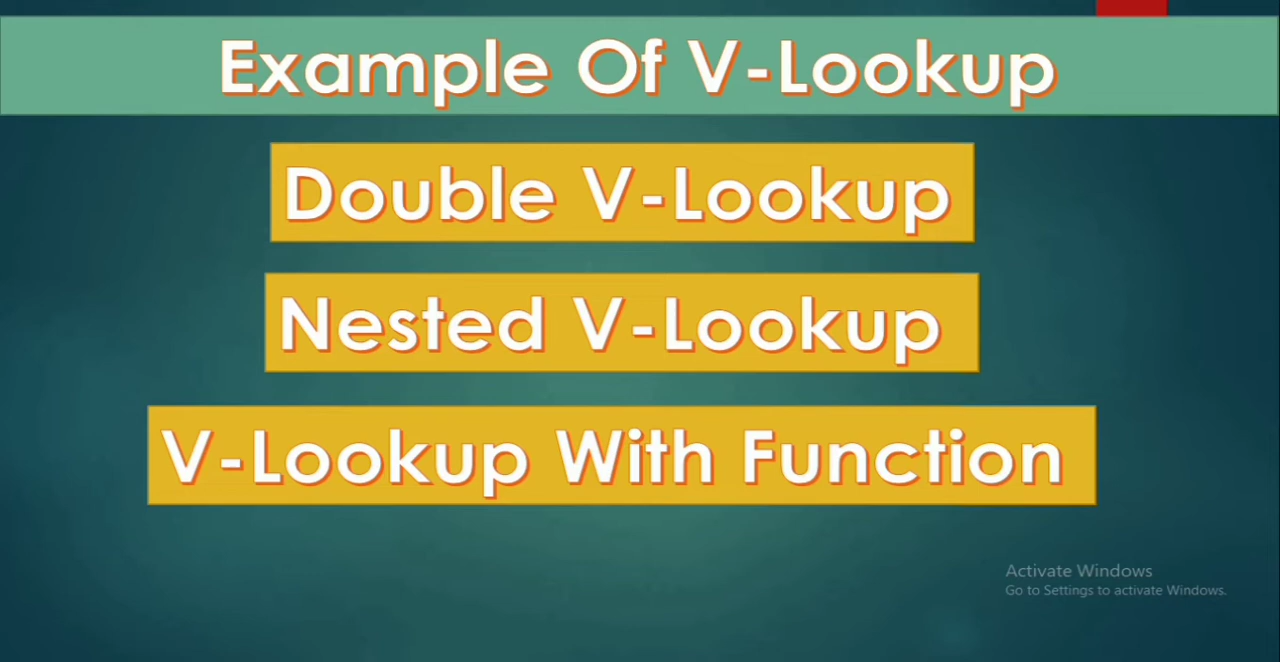 Example Of V-Lookup
Double V-Lookup
Nested V-Lookup
V-Lookup With Function
Activate Windows
Go to Settings to activate Windows.